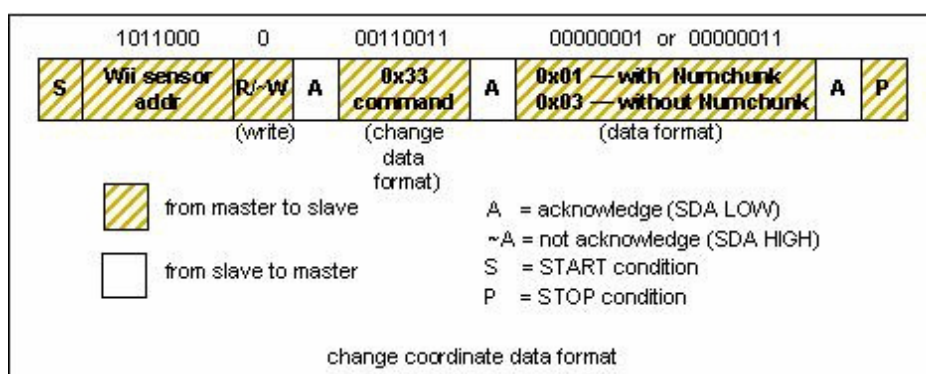 1011000 0 00110011 00000001 or 00000011
S Wii sensor addr R/~W A 0x33 command A 0x01 — with Numchunk A P
0x03 — without Numchunk
(write) (change data format) (data format)
from master to slave
from slave to master
A = acknowledge (SDA LOW)
~A = not acknowledge (SDA HIGH)
S = START condition
P = STOP condition
change coordinate data format